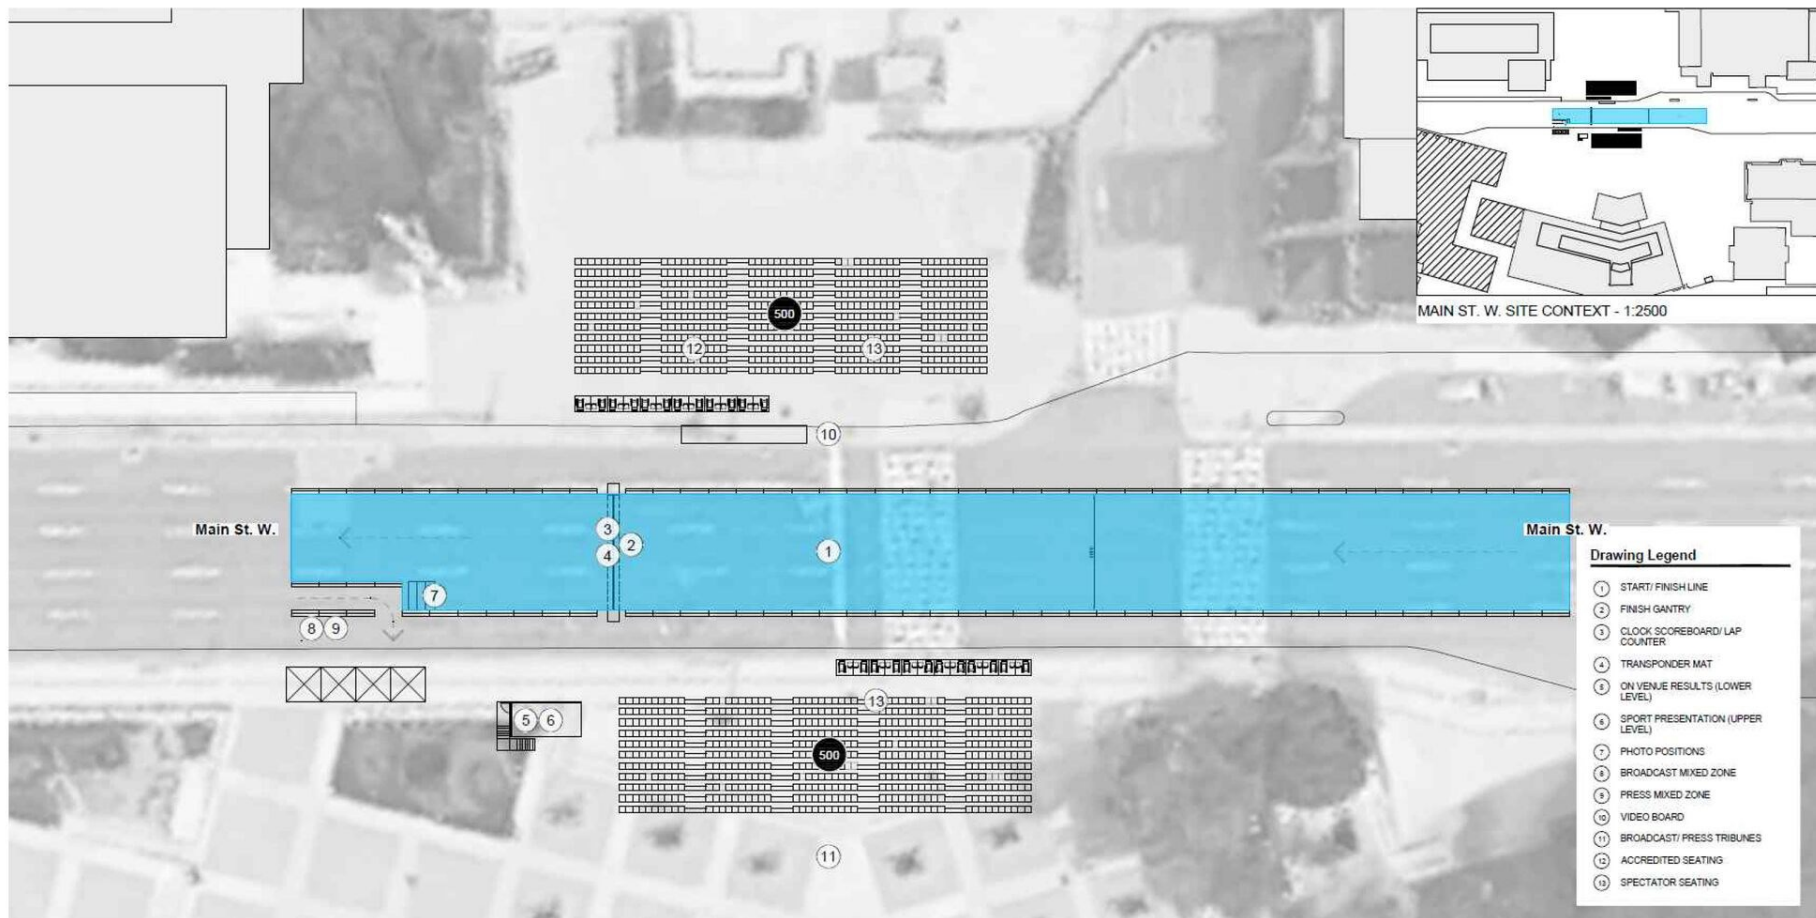 MAIN ST. W. SITE CONTEXT - 1:2500
500
12
13
10
Main St. W.
3
2
4
1
Main St. W.
7
8
9
5
6
13
500
11
Drawing Legend
1 START/ FINISH LINE
2 FINISH GANTRY
3 CLOCK SCOREBOARD/ LAP
COUNTER
4 TRANSPONDER MAT
5 ON VENUE RESULTS (LOWER
LEVEL)
6 SPORT PRESENTATION (UPPER
LEVEL)
7 PHOTO POSITIONS
8 BROADCAST MIXED ZONE
9 PRESS MIXED ZONE
10 VIDEO BOARD
11 BROADCAST/ PRESS TRIBUNES
12 ACCREDITED SEATING
13 SPECTATOR SEATING